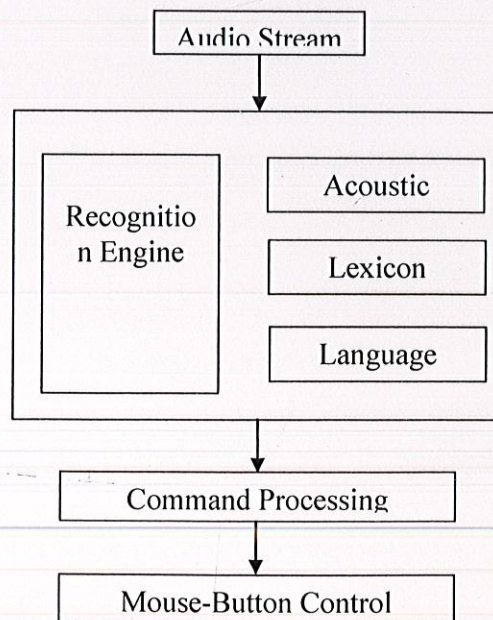 Audio Stream
Recognitio
n Engine
Acoustic
Lexicon
Language
Command Processing
Mouse-Button Control